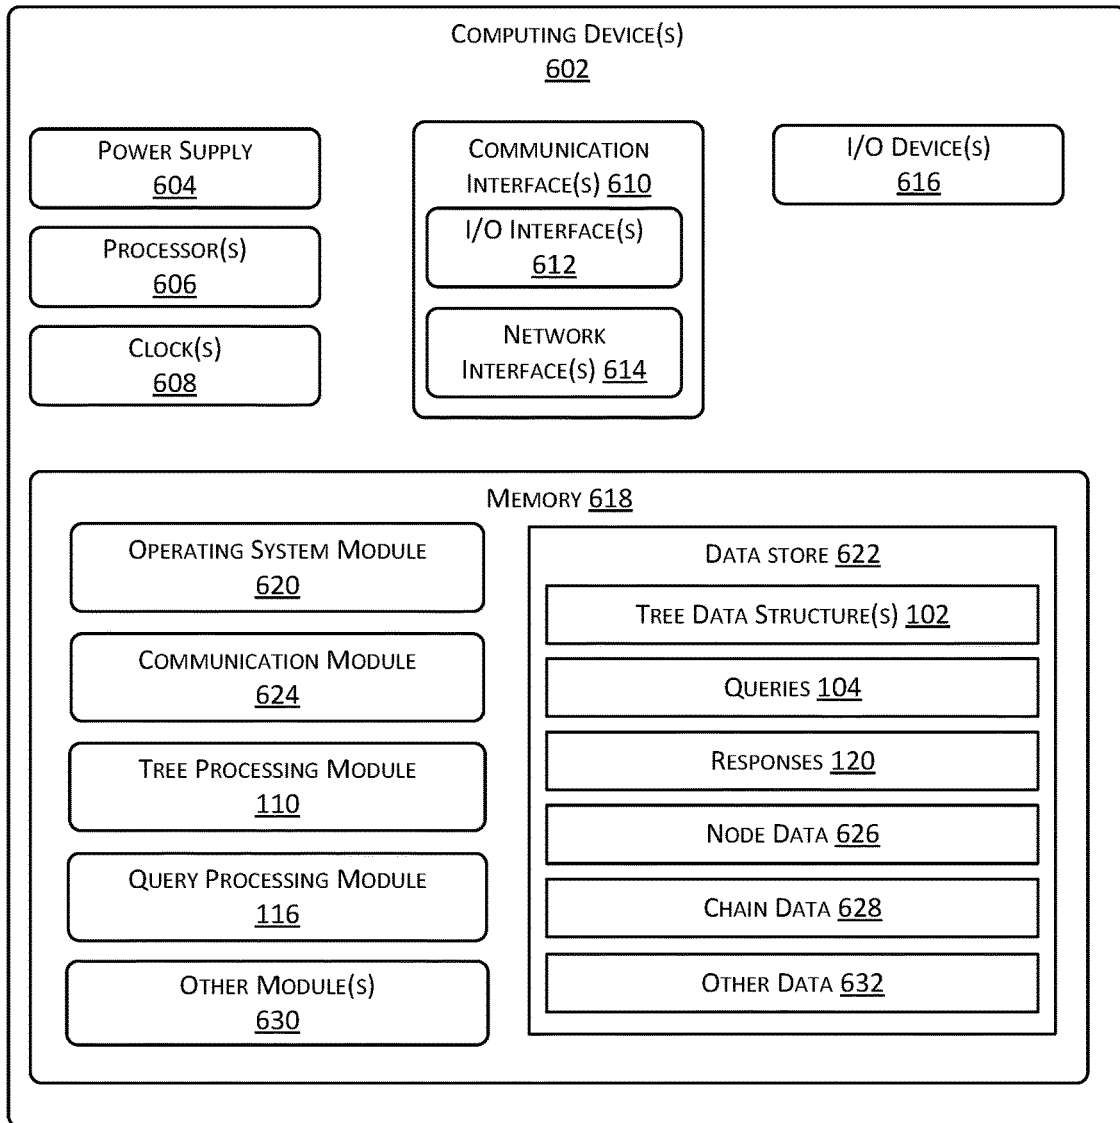 Computing Device(s)
602
Power Supply
604
Processor(s)
606
Clock(s)
608
Communication
Interface(s) 610
I/O Interface(s)
612
Network
Interface(s) 614
I/O Device(s)
616
Memory 618
Operating System Module
620
Communication Module
624
Tree Processing Module
110
Query Processing Module
116
Other Module(s)
630
Data store 622
Tree Data Structure(s) 102
Queries 104
Responses 120
Node Data 626
Chain Data 628
Other Data 632